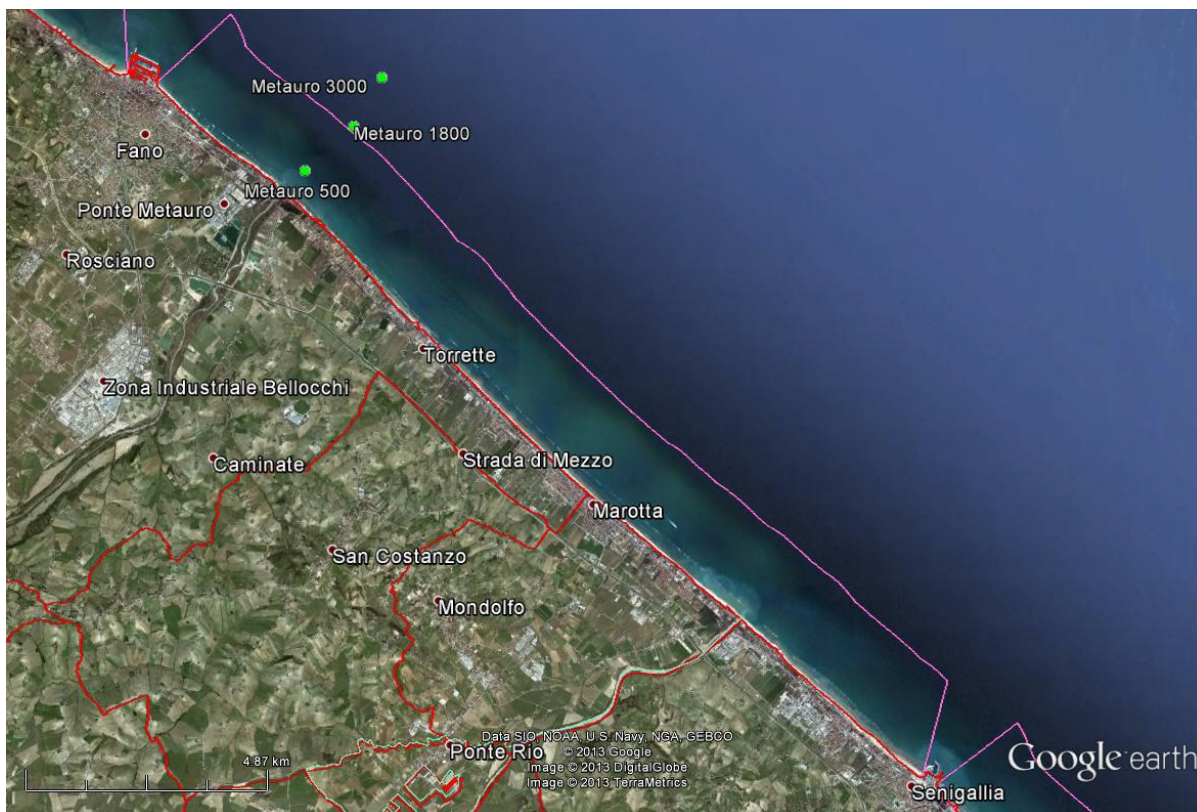 Metauro 3000
Metauro 1800
Fano
Metauro 500
Ponte Metauro
Rosciano
Torrette
Zona Industriale Bellocchi
Caminate
Strada di Mezzo
Marotta
San Costanzo
Mondolfo
Data SIO, NOAA, U.S. Navy, NGA, GEBCO
Ponte Rio
© 2013 Google
Image © 2013 DigitalGlobe
Image © 2013 TerraMetrics
4.87 km
Google earth
Senigallia